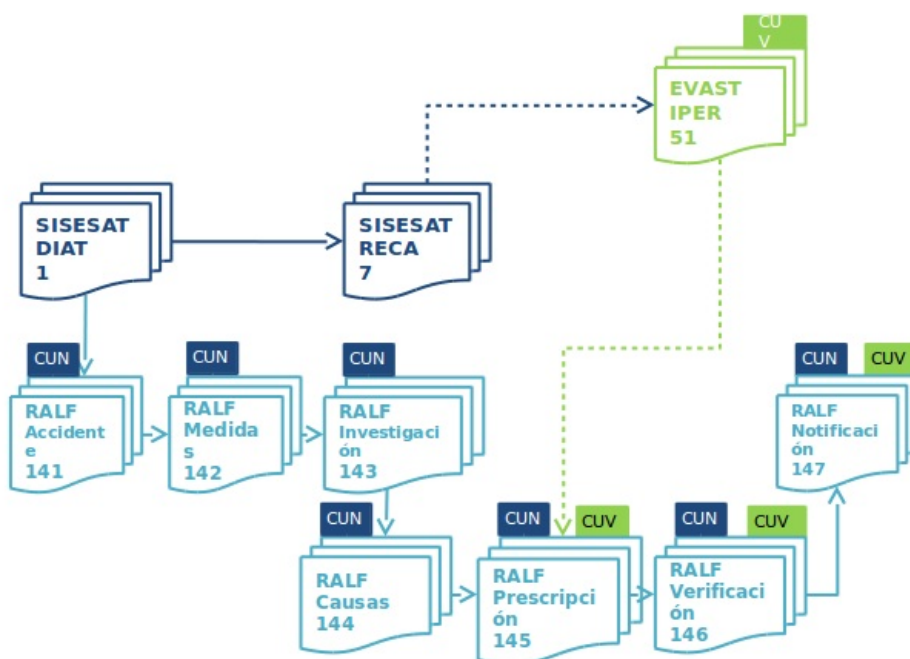 CU
V
EVAST
IPER
51
SISESAT
DIAT
1
SISESAT
RECA
7
CUN
RALF
Accident
e
141
CUN
RALF
Medida
s
142
CUN
RALF
Investigaci
ón
143
CUN
CUV
RALF
Notificaci
ón
147
CUN
RALF
Causas
144
CUN
CUV
RALF
Prescripci
ón
145
CUN
CUV
RALF
Verificaci
ón
146